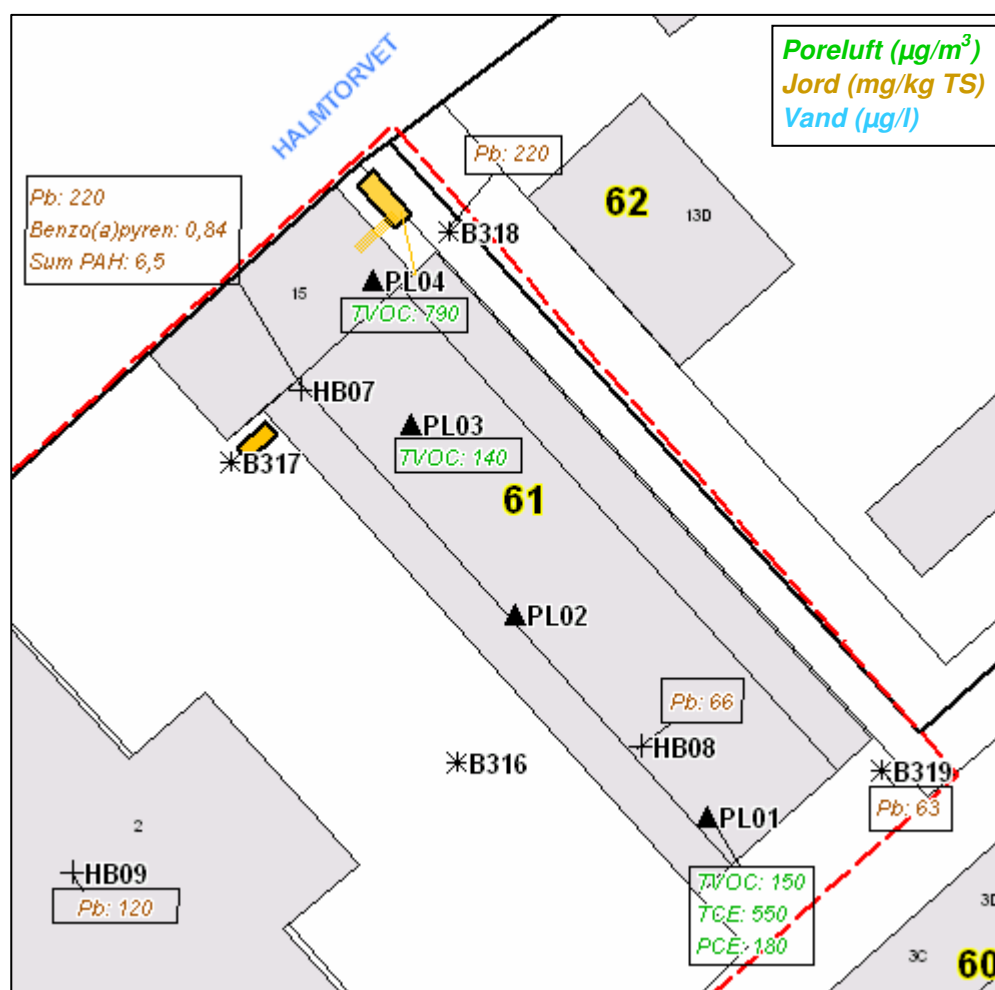 Poreluft (µg/m³)
Jord (mg/kg TS)
Vand (µg/l)
HALMTORVET
Pb: 220
Pb: 220
Benzo(a)pyren: 0,84
Sum PAH: 6,5
62
13D
B318
15
PL04
TVOC: 790
HB07
PL03
TVOC: 140
B317
61
PL02
Pb: 66
HB08
B316
B319
Pb: 63
PL01
2
HB09
Pb: 120
TVOC: 150
TCE: 550
PCE: 180
3D
3C
60